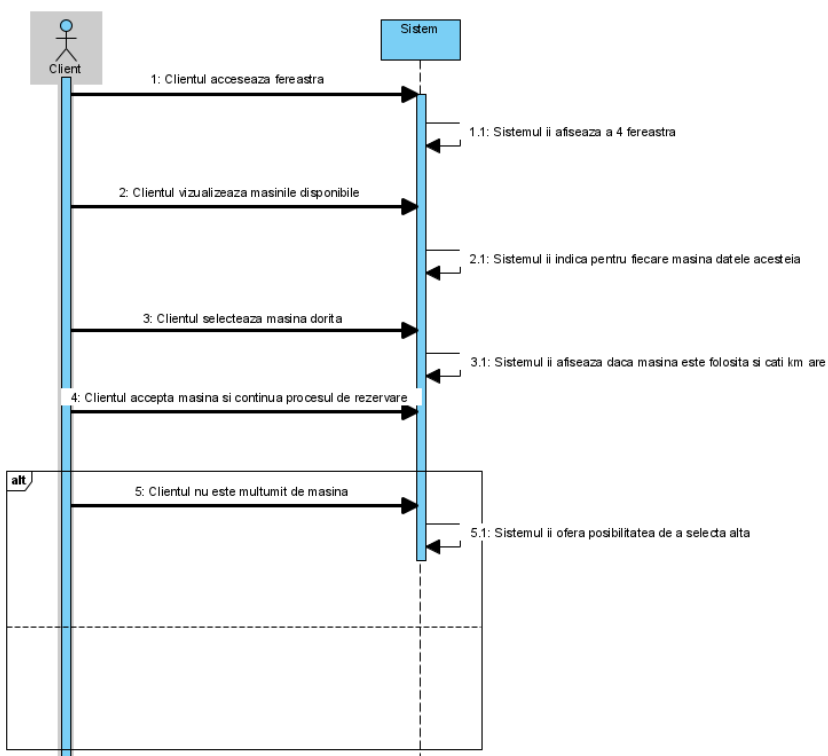 Client
Sistem
1: Clientul acceseaza fereastra
1.1: Sistemul ii afiseaza a 4 fereastra
2: Clientul vizualizeaza masinile disponibile
2.1: Sistemul ii indica pentru fiecare masina datele acesteia
3: Clientul selecteaza masina dorita
3.1: Sistemul ii afiseaza daca masina este folosita si cati km are
4: Clientul accepta masina si continua procesul de rezervare
alt
5: Clientul nu este multumit de masina
5.1: Sistemul ii ofera posibilitatea de a selecta alta